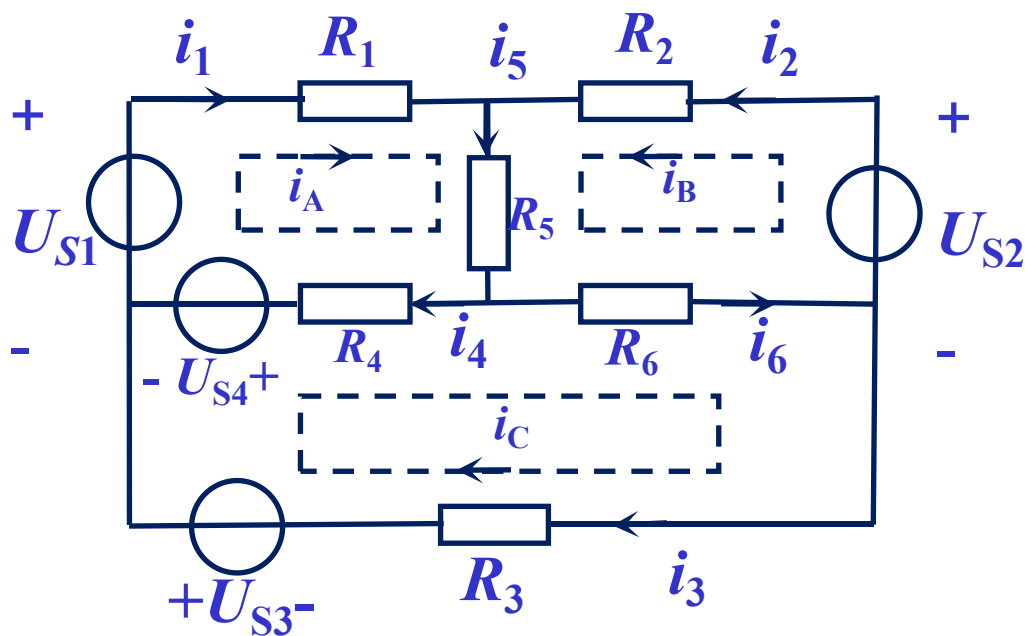 i1
R1
i5
R2
i2
+
+
iA
iB
R5
US1
US2
R4
i4
R6
i6
-
-
- US4+
iC
R3
i3
+US3-